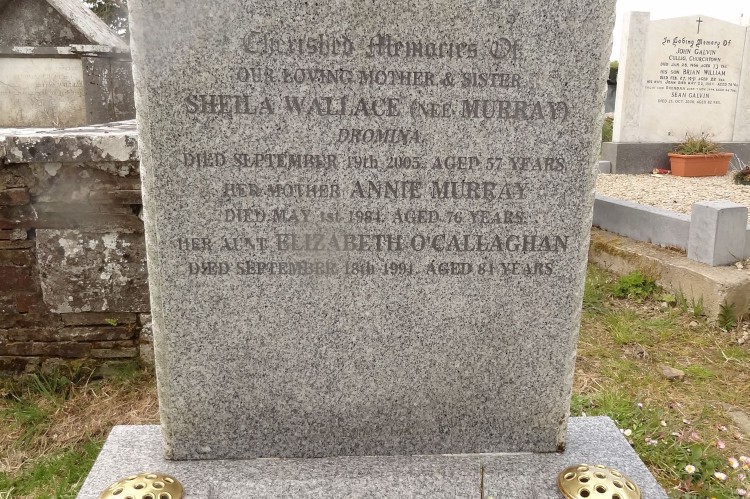 Cherished Memories Of
OUR LOVING MOTHER & SISTER
SHEILA WALLACE (NEE MURRAY)
DROMINA,
DIED SEPTEMBER 19th 2005, AGED 57 YEARS
HER MOTHER ANNIE MURRAY
DIED MAY 1st 1984, AGED 76 YEARS
HER AUNT ELIZABETH O'CALLAGHAN
DIED SEPTEMBER 18th 1991, AGED 81 YEARS
In Loving Memory Of
JOHN GALVIN
CHURCHTOWN
HIS SON BRIAN WILLIAM
SEAN GALVIN